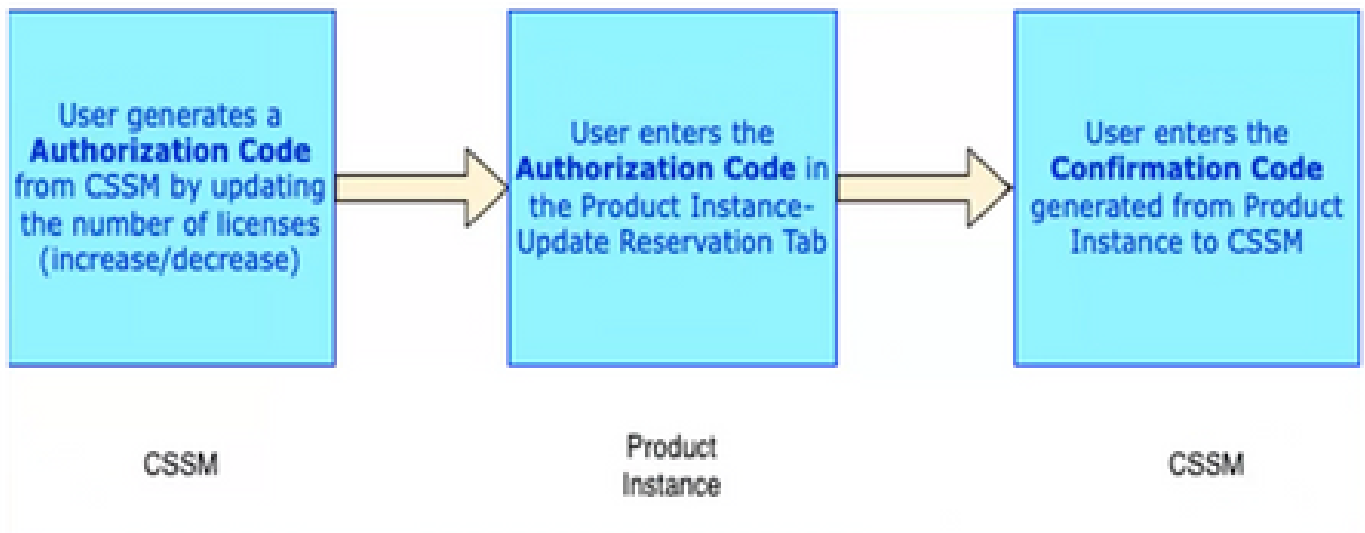 User generates a
Authorization Code
from CSSM by updating
the number of licenses
(increase/decrease)
User enters the
Authorization Code in
the Product Instance-
Update Reservation Tab
User enters the
Confirmation Code
generated from Product
Instance to CSSM
CSSM
Product
Instance
CSSM